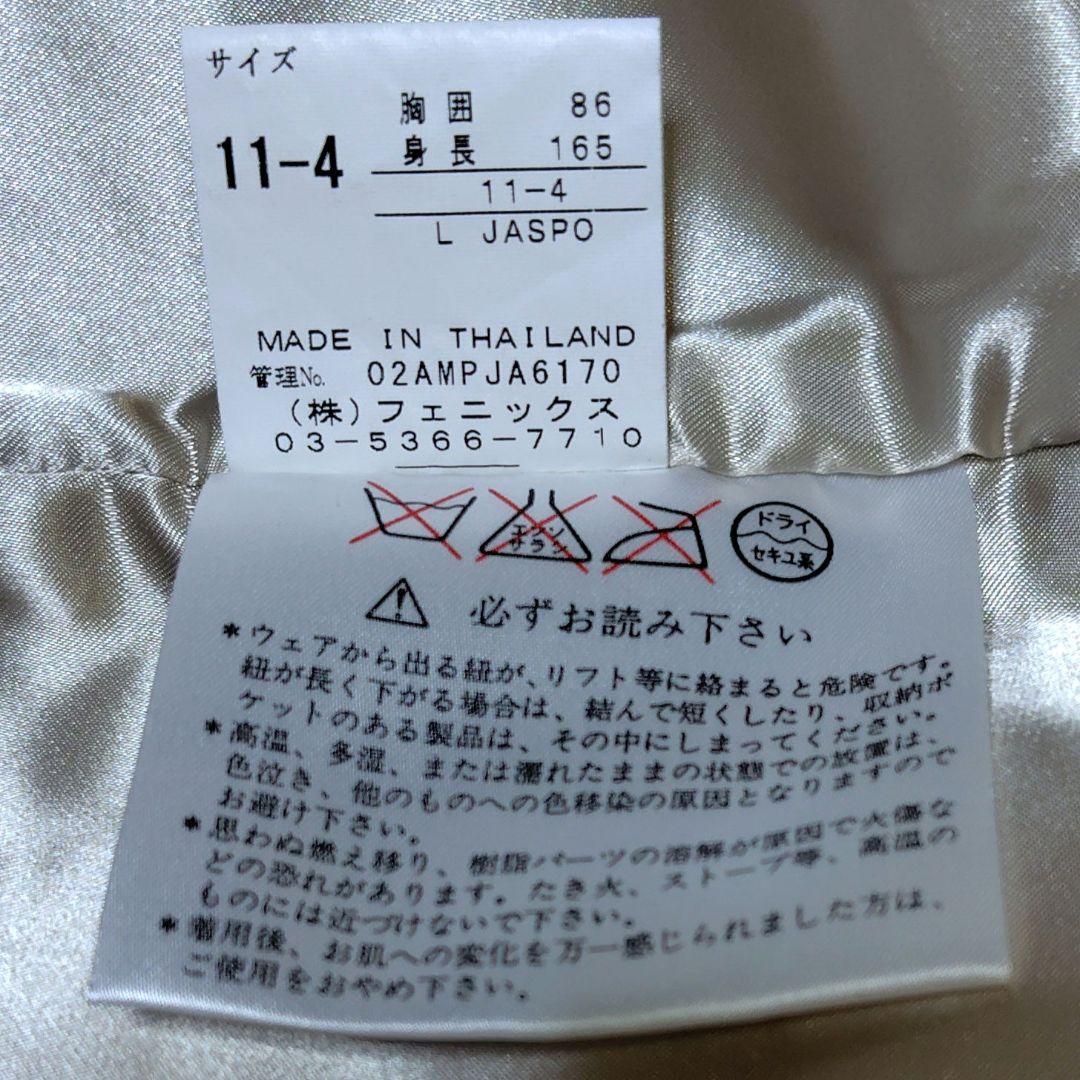 サイズ
胸囲 86
11-4
身長 165
11-4
L JASPO
MADE IN THAILAND
管理No. 02AMPJA6170
(株)フェニックス
03-5366-7710
エンソ
サラシ
ドライ
セキユ系
必ずお読み下さい
*ウェアから出る紐が、リフト等に絡まると危険です。
紐が長く下がる場合は、結んで短くしたり、収納ポ
ケットのある製品は、その中にしまってください。
*高温、多湿、または濡れたままの状態での放置は、
色泣き、他のものへの色移染の原因となりますので
お避け下さい。
*思わぬ燃え移り、樹脂パーツの溶解が原因で火傷な
どの恐れがあります。たき火、ストーブ等、高温の
ものには近づけないで下さい。
*着用後、お肌への変化を万一感じられました方は、
ご使用をおやめ下さい。